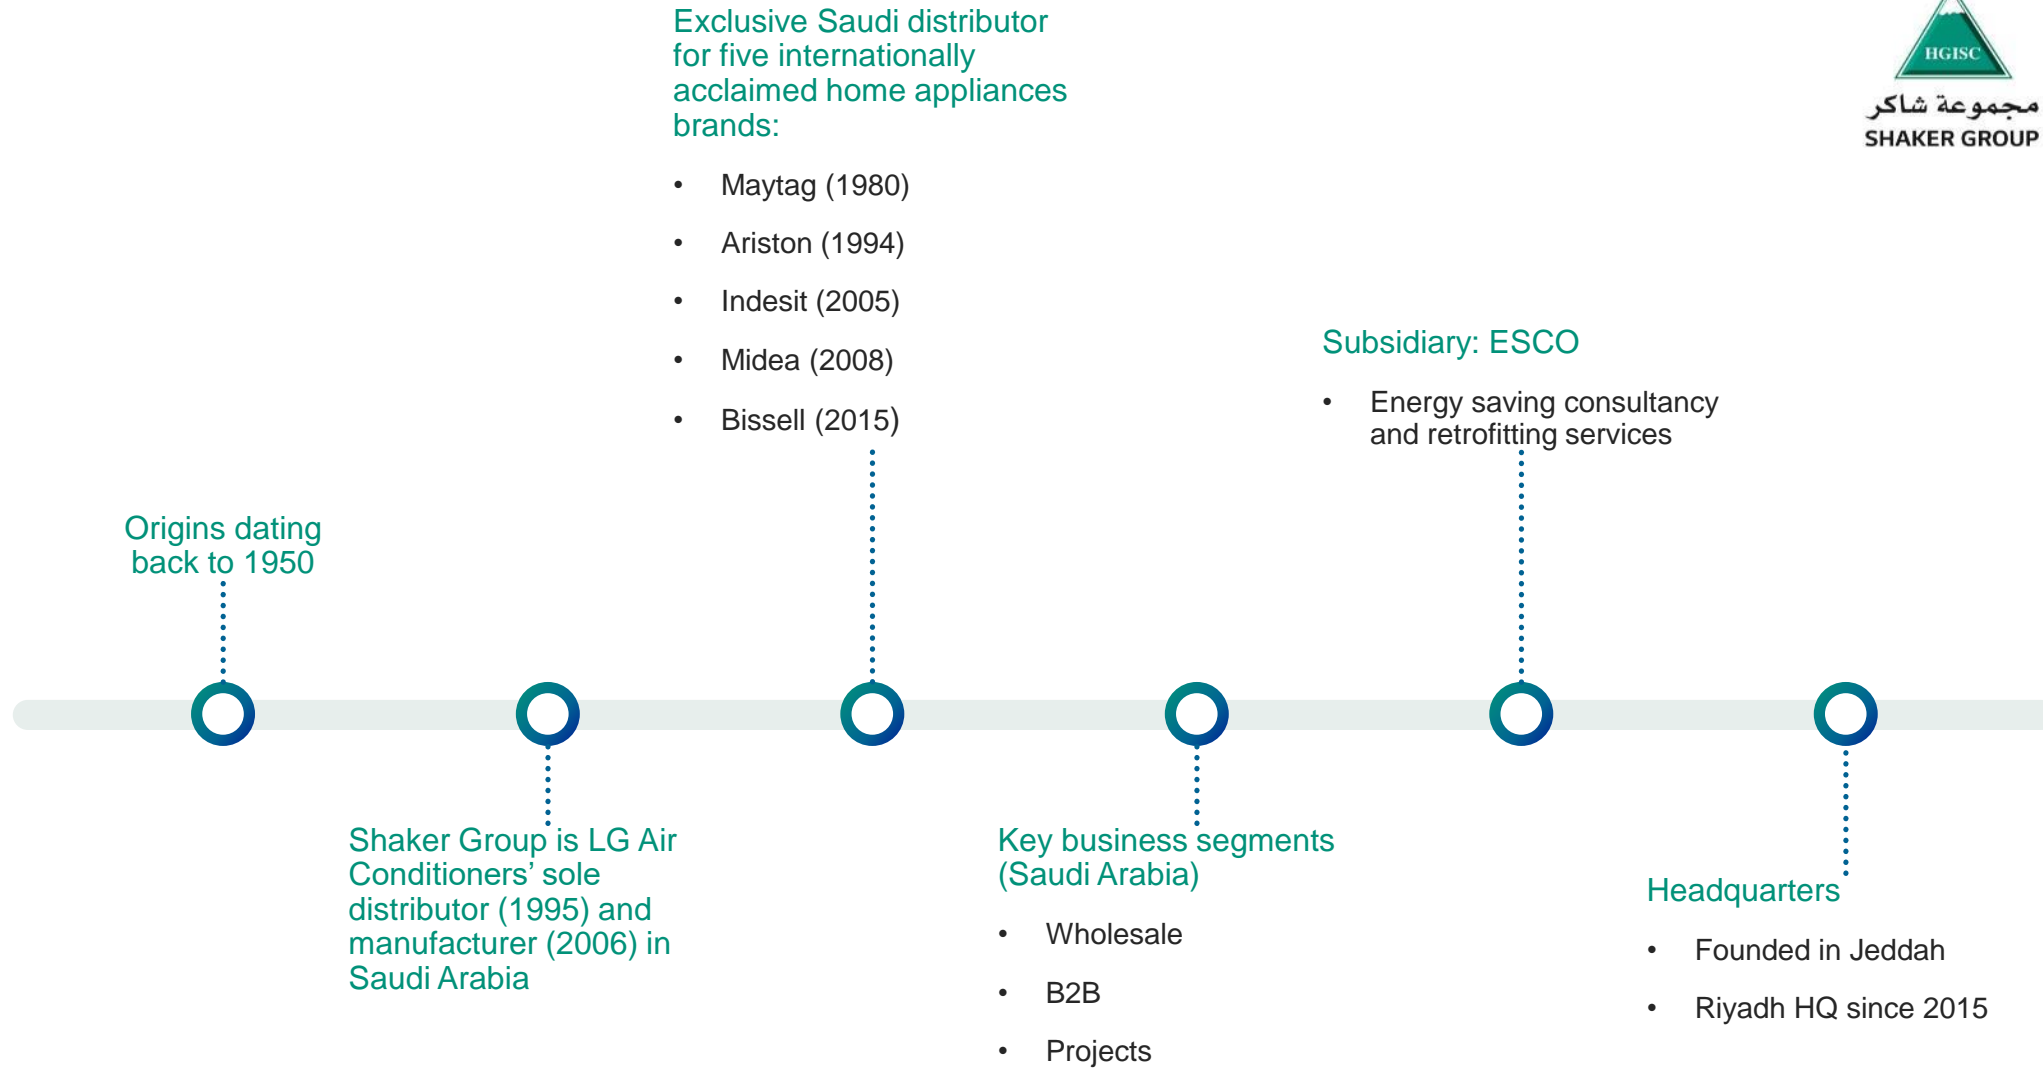 Exclusive Saudi distributor
for five internationally
acclaimed home appliances
brands:
• Maytag (1980)
• Ariston (1994)
• Indesit (2005)
• Midea (2008)
• Bissell (2015)
HGISC
مجموعة شاكر
SHAKER GROUP
Subsidiary: ESCO
• Energy saving consultancy
and retrofitting services
Origins dating
back to 1950
Shaker Group is LG Air
Conditioners’ sole
distributor (1995) and
manufacturer (2006) in
Saudi Arabia
Key business segments
(Saudi Arabia)
• Wholesale
• B2B
• Projects
Headquarters
• Founded in Jeddah
• Riyadh HQ since 2015